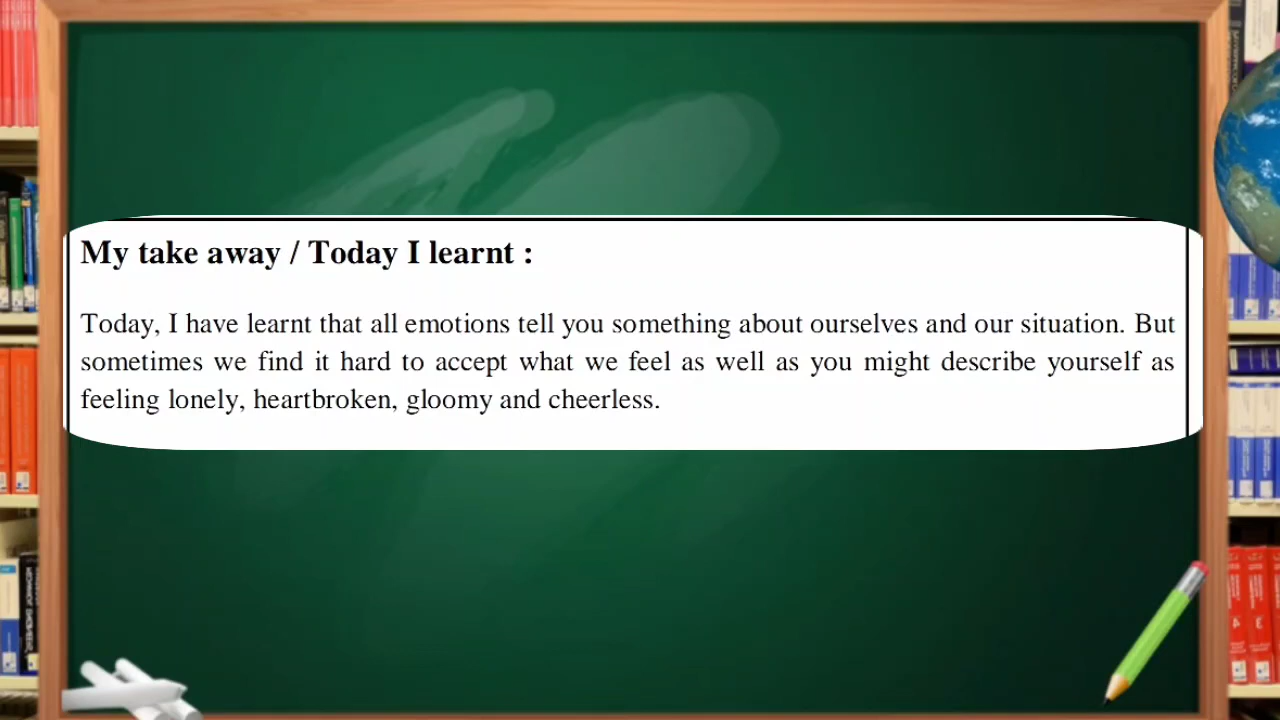 My take away / Today I learnt :
Today, I have learnt that all emotions tell you something about ourselves and our situation. But
sometimes we find it hard to accept what we feel as well as you might describe yourself as
feeling lonely, heartbroken, gloomy and cheerless.